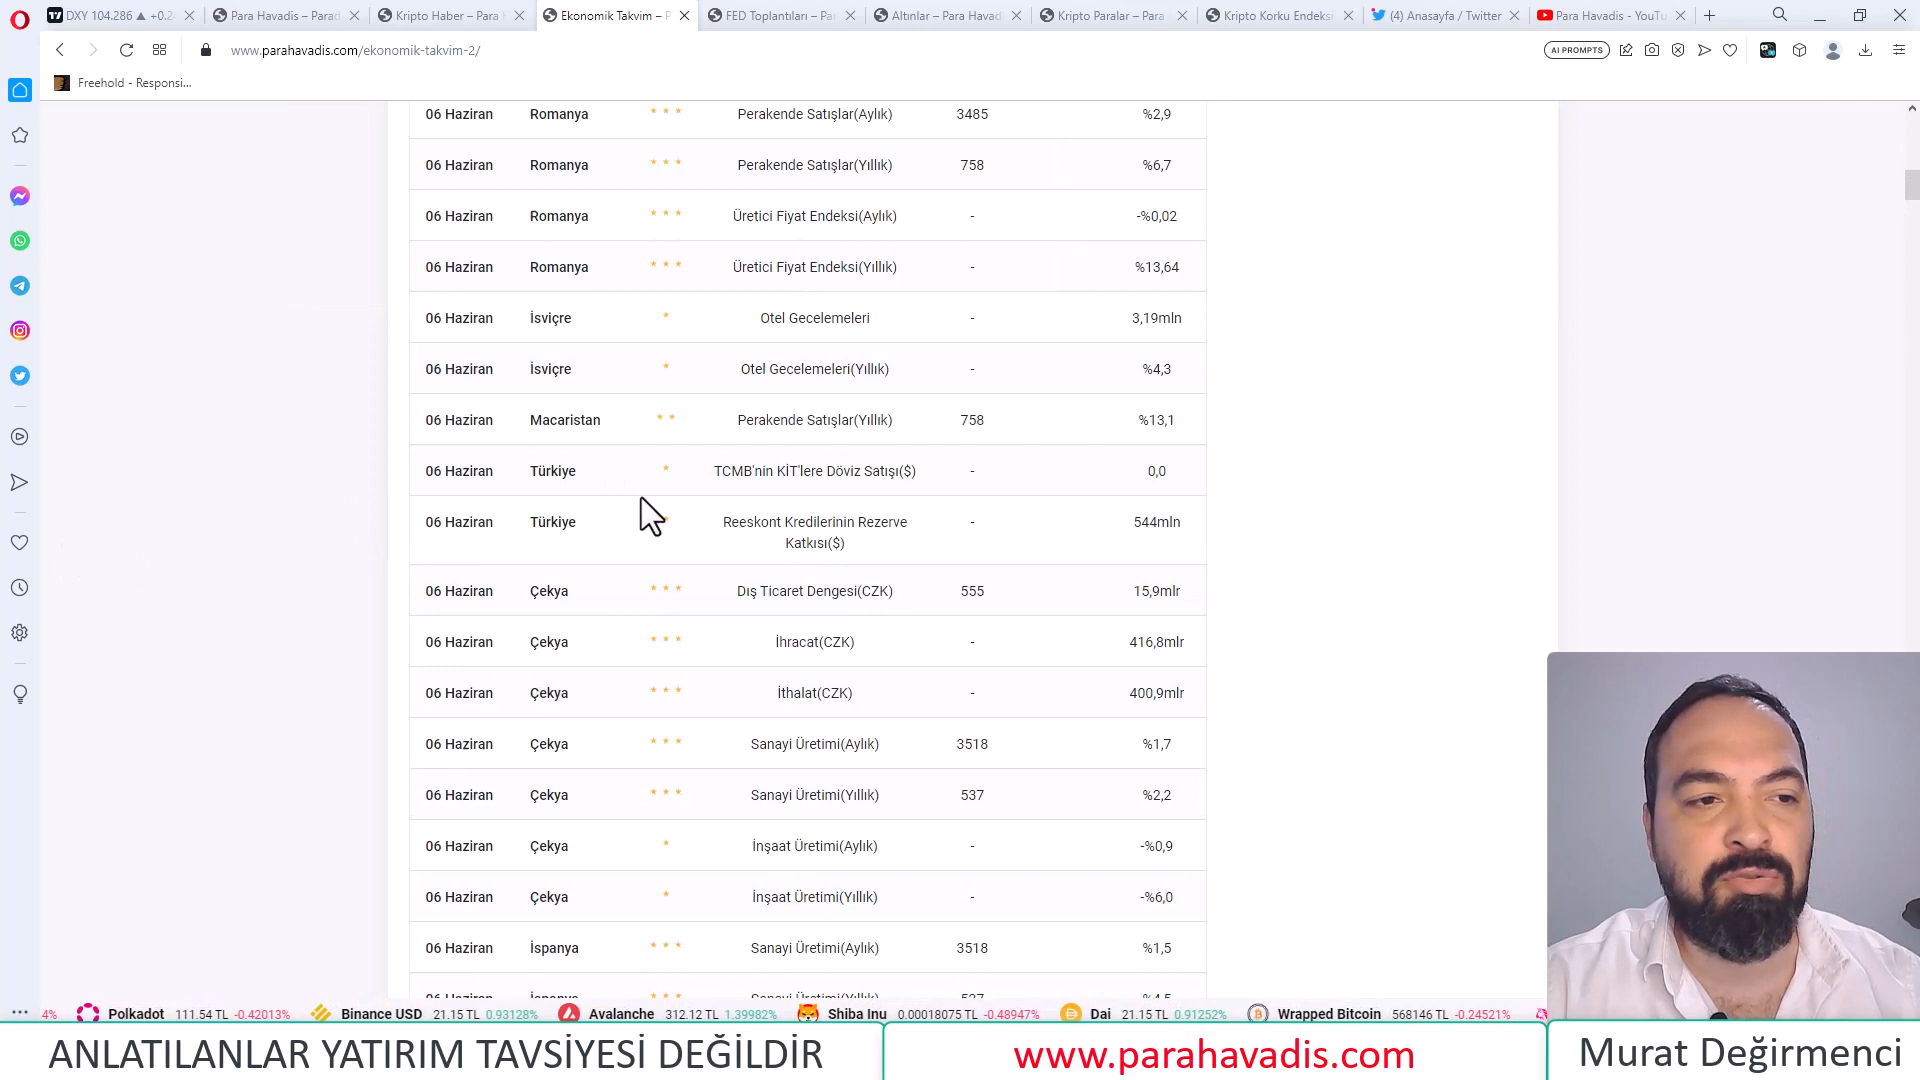 DXY 104.286 ▲ +0.2
Para Havadis – Parad
Kripto Haber – Para
Ekonomik Takvim – P
FED Toplantıları – Pa
Altınlar – Para Havad
Kripto Paralar – Para
Kripto Korku Endeksi
(4) Anasayfa / Twitter
Para Havadis - YouTu
www.parahavadis.com/ekonomik-takvim-2/
AI PROMPTS
Freehold - Responsi...
06 Haziran Romanya * * * Perakende Satışlar(Aylık) 3485 %2,9
06 Haziran Romanya * * * Perakende Satışlar(Yıllık) 758 %6,7
06 Haziran Romanya * * * Üretici Fiyat Endeksi(Aylık) - -%0,02
06 Haziran Romanya * * * Üretici Fiyat Endeksi(Yıllık) - %13,64
06 Haziran İsviçre * Otel Gecelemeleri - 3,19mln
06 Haziran İsviçre * Otel Gecelemeleri(Yıllık) - %4,3
06 Haziran Macaristan * * Perakende Satışlar(Yıllık) 758 %13,1
06 Haziran Türkiye * TCMB'nin KİT'lere Döviz Satışı($) - 0,0
06 Haziran Türkiye * Reeskont Kredilerinin Rezerve - 544mln
Katkısı($)
06 Haziran Çekya * * * Dış Ticaret Dengesi(CZK) 555 15,9mlr
06 Haziran Çekya * * * İhracat(CZK) - 416,8mlr
06 Haziran Çekya * * * İthalat(CZK) - 400,9mlr
06 Haziran Çekya * * * Sanayi Üretimi(Aylık) 3518 %1,7
06 Haziran Çekya * * * Sanayi Üretimi(Yıllık) 537 %2,2
06 Haziran Çekya * İnşaat Üretimi(Aylık) - -%0,9
06 Haziran Çekya * İnşaat Üretimi(Yıllık) - -%6,0
06 Haziran İspanya * * * Sanayi Üretimi(Aylık) 3518 %1,5
06 Haziran İspanya * * * Sanayi Üretimi(Yıllık) 537 %4,5
4% Polkadot 111.54 TL -0.42013% Binance USD 21.15 TL 0.93128% Avalanche 312.12 TL 1.39982% Shiba Inu 0.00018075 TL -0.48947% Dai 21.15 TL 0.91252% Wrapped Bitcoin 568146 TL -0.24521%
ANLATILANLAR YATIRIM TAVSİYESİ DEĞİLDİR
www.parahavadis.com
Murat Değirmenci